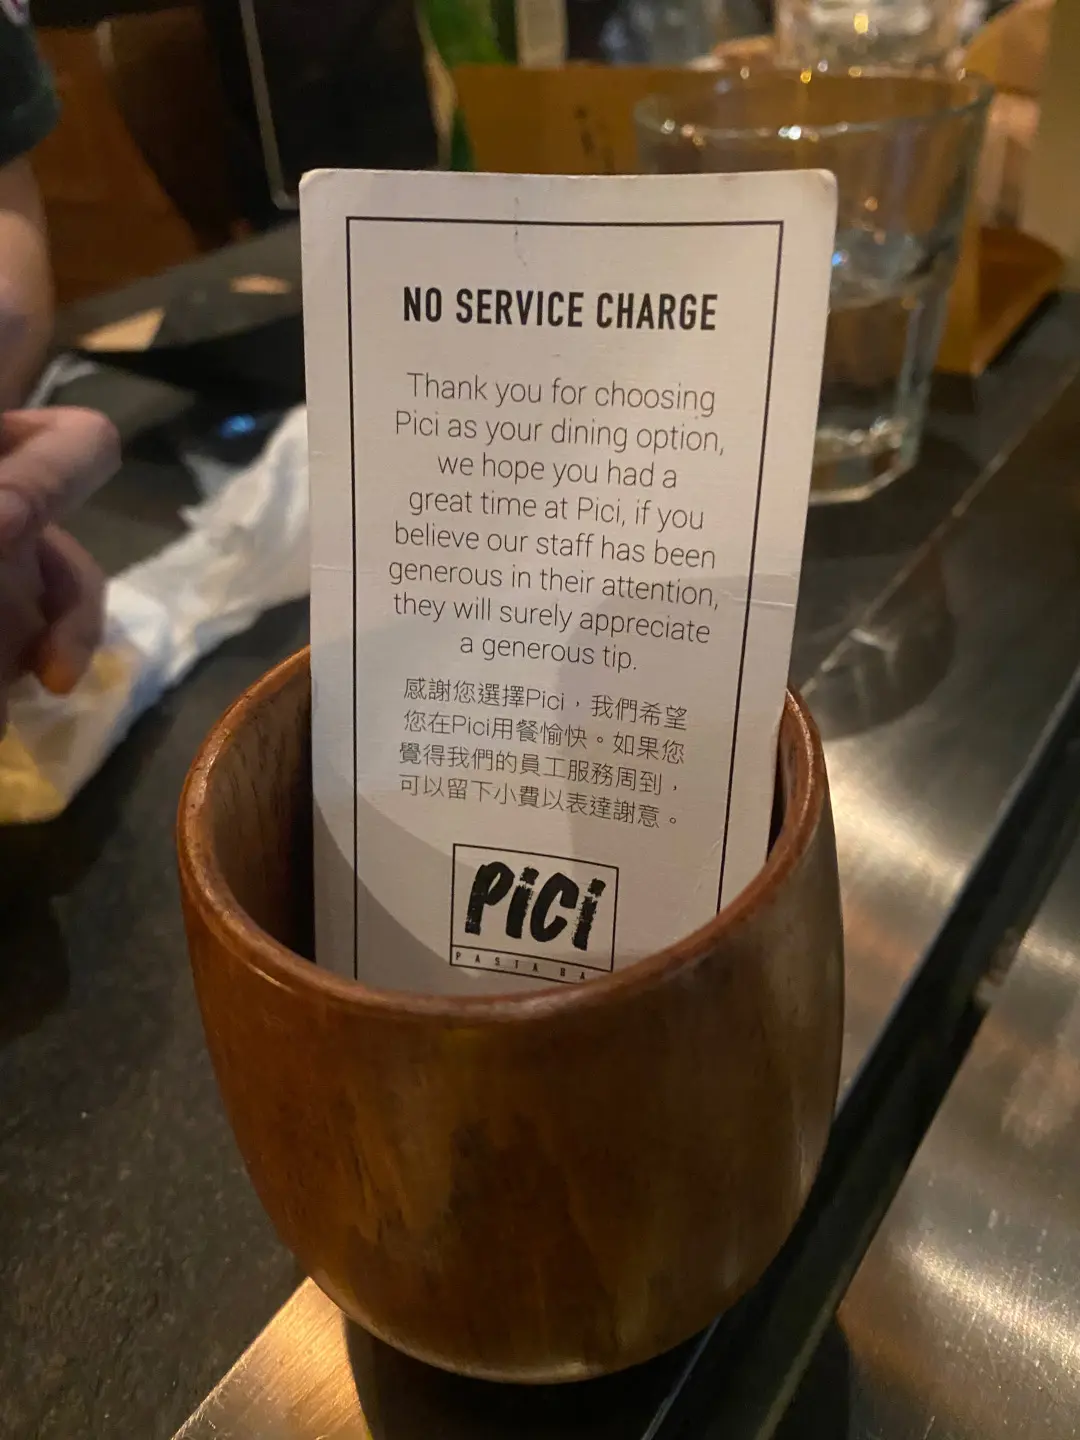 NO SERVICE CHARGE
Thank you for choosing
Pici as your dining option,
we hope you had a
great time at Pici, if you
believe our staff has been
generous in their attention,
they will surely appreciate
a generous tip.
感謝您選擇Pici，我們希望
您在Pici用餐愉快。如果您
覺得我們的員工服務周到，
可以留下小費以表達謝意。
PiCi
PASTA BA